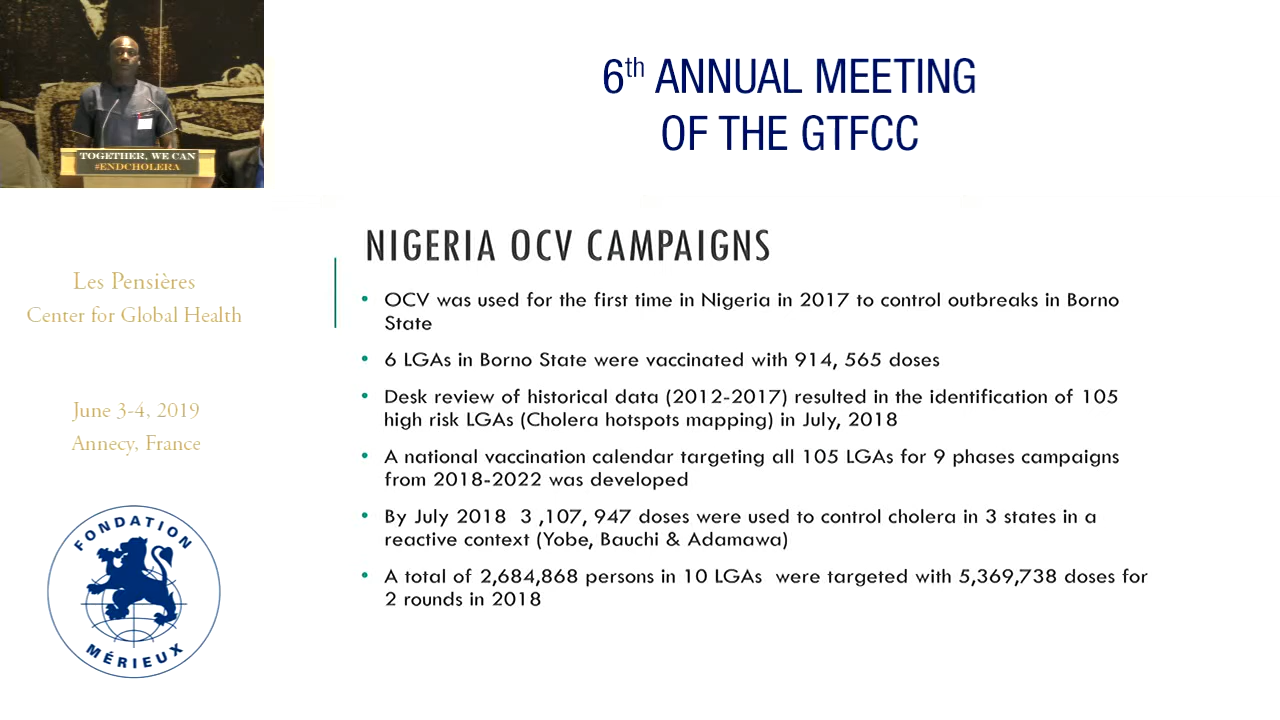 TOGETHER, WE CAN
#ENDCHOLERA
6th ANNUAL MEETING
OF THE GTFCC
Les Pensières
Center for Global Health
June 3-4, 2019
Annecy, France
FONDATION
MÉRIEUX
NIGERIA OCV CAMPAIGNS
• OCV was used for the first time in Nigeria in 2017 to control outbreaks in Borno
State
• 6 LGAs in Borno State were vaccinated with 914, 565 doses
• Desk review of historical data (2012-2017) resulted in the identification of 105
high risk LGAs (Cholera hotspots mapping) in July, 2018
• A national vaccination calendar targeting all 105 LGAs for 9 phases campaigns
from 2018-2022 was developed
• By July 2018  3 ,107, 947 doses were used to control cholera in 3 states in a
reactive context (Yobe, Bauchi & Adamawa)
• A total of 2,684,868 persons in 10 LGAs  were targeted with 5,369,738 doses for
2 rounds in 2018